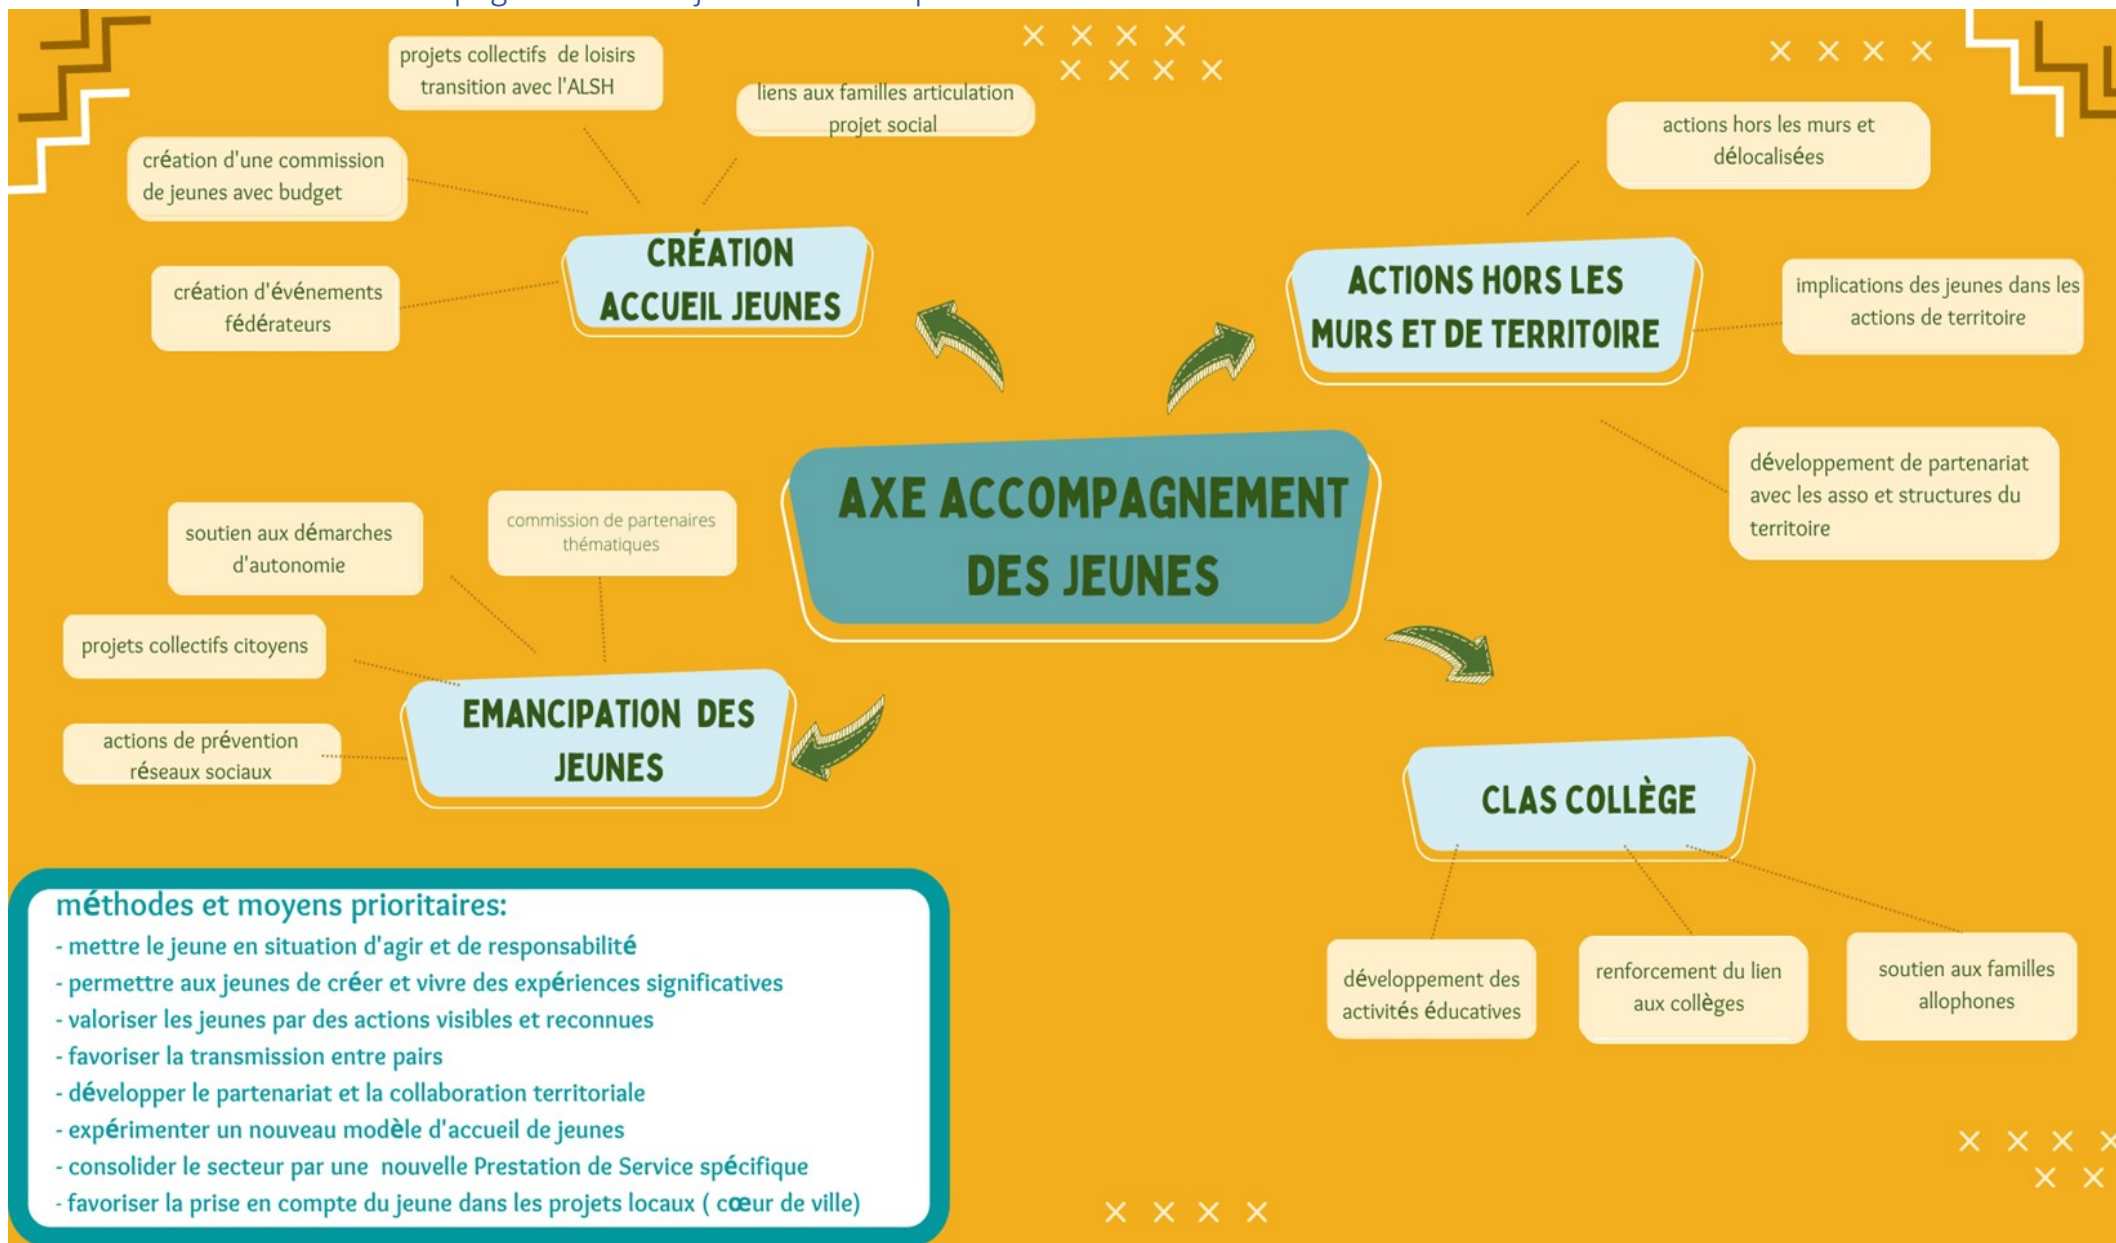 projets collectifs de loisirs
transition avec l'ALSH
liens aux familles articulation
projet social
création d'une commission
de jeunes avec budget
création d'événements
fédérateurs
CRÉATION
ACCUEIL JEUNES
actions hors les murs et
délocalisées
ACTIONS HORS LES
MURS ET DE TERRITOIRE
implications des jeunes dans les
actions de territoire
développement de partenariat
avec les asso et structures du
territoire
AXE ACCOMPAGNEMENT
DES JEUNES
soutien aux démarches
d'autonomie
commission de partenaires
thématiques
projets collectifs citoyens
actions de prévention
réseaux sociaux
EMANCIPATION DES
JEUNES
CLAS COLLÈGE
développement des
activités éducatives
renforcement du lien
aux collèges
soutien aux familles
allophones
méthodes et moyens prioritaires:
- mettre le jeune en situation d'agir et de responsabilité
- permettre aux jeunes de créer et vivre des expériences significatives
- valoriser les jeunes par des actions visibles et reconnues
- favoriser la transmission entre pairs
- développer le partenariat et la collaboration territoriale
- expérimenter un nouveau modèle d'accueil de jeunes
- consolider le secteur par une nouvelle Prestation de Service spécifique
- favoriser la prise en compte du jeune dans les projets locaux ( cœur de ville)